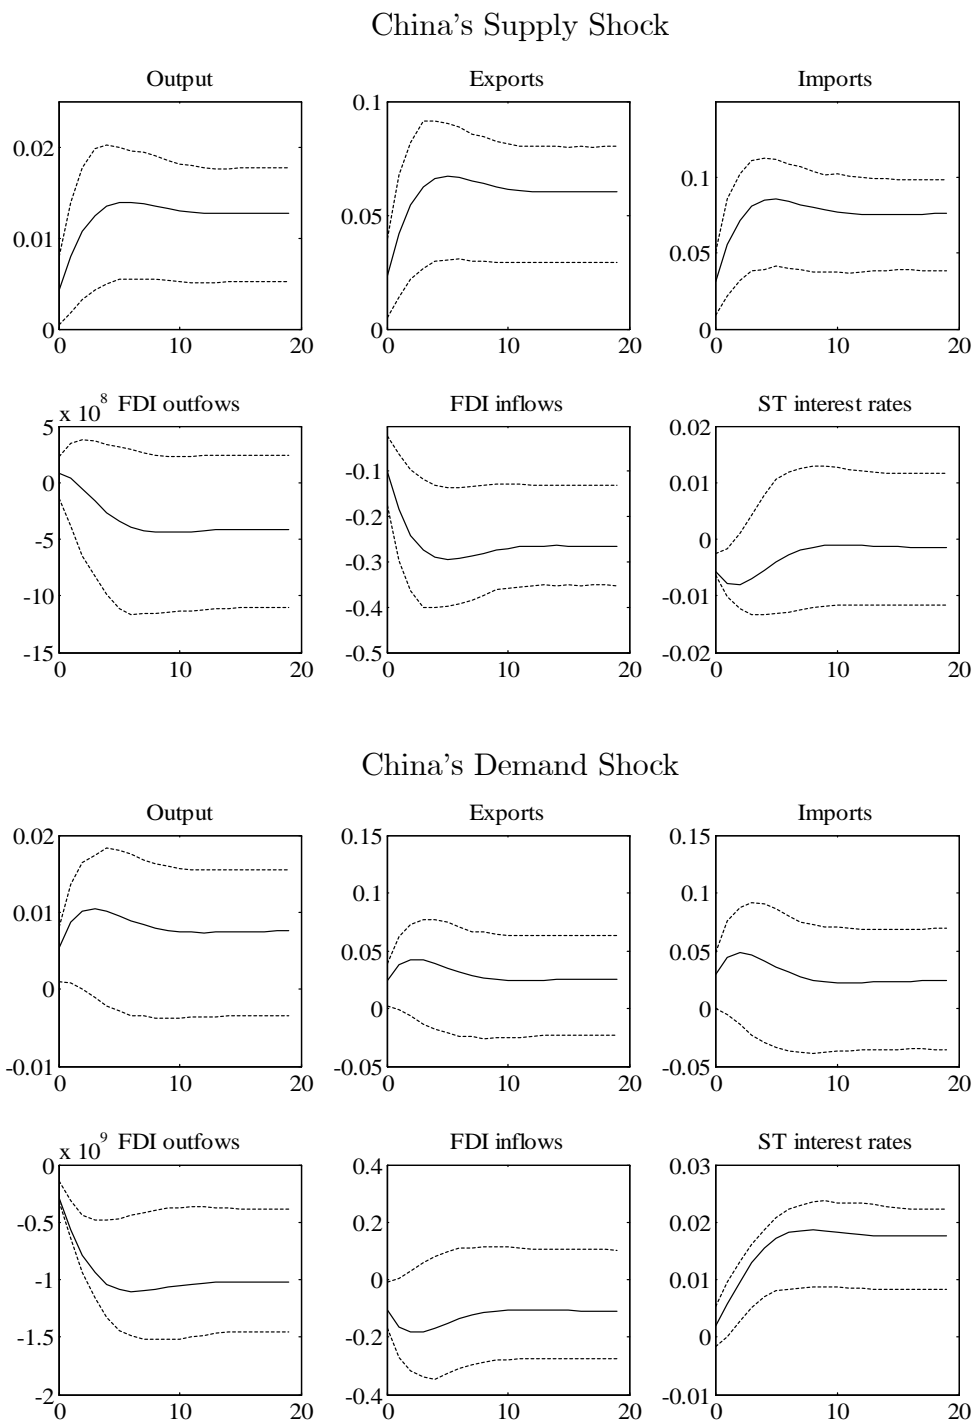 China's Supply Shock
Output Exports Imports
0.02
0.01
0
0 10 20
0.1
0.05
0
0 10 20
0.1
0.05
0
0 10 20
x 10^8 FDI outfows FDI inflows ST interest rates
5
0
-5
-10
-15
0 10 20
-0.1
-0.2
-0.3
-0.4
-0.5
0 10 20
0.02
0.01
0
-0.01
-0.02
0 10 20
China's Demand Shock
Output Exports Imports
0.02
0.01
0
-0.01
0 10 20
0.15
0.1
0.05
0
-0.05
0 10 20
0.15
0.1
0.05
0
-0.05
0 10 20
x 10^9 FDI outfows FDI inflows ST interest rates
0
-0.5
-1
-1.5
-2
0 10 20
0.4
0.2
0
-0.2
-0.4
0 10 20
0.03
0.02
0.01
0
-0.01
0 10 20